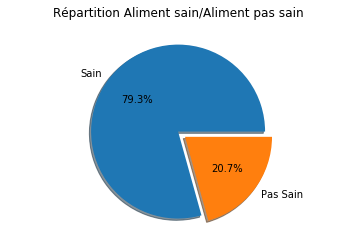 Répartition Aliment sain/Aliment pas sain
Sain
79.3%
20.7%
Pas Sain